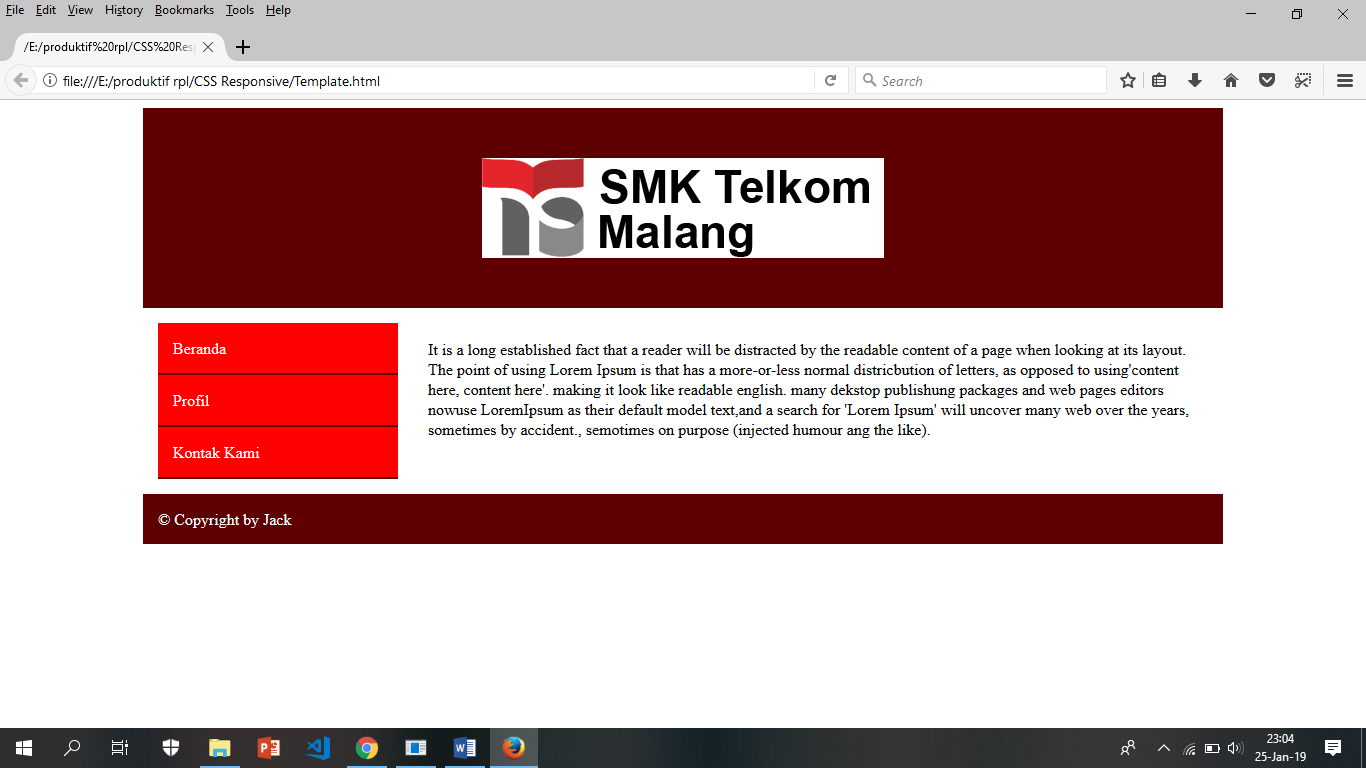 File Edit View History Bookmarks Tools Help
/E:/produktif%20rpl/CSS%20Res
file:///E:/produktif rpl/CSS Responsive/Template.html
Search
SMK Telkom
Malang
Beranda
It is a long established fact that a reader will be distracted by the readable content of a page when looking at its layout.
The point of using Lorem Ipsum is that has a more-or-less normal districbution of letters, as opposed to using'content
here, content here'. making it look like readable english. many dekstop publishung packages and web pages editors
nowuse LoremIpsum as their default model text,and a search for 'Lorem Ipsum' will uncover many web over the years,
sometimes by accident., semotimes on purpose (injected humour ang the like).
Profil
Kontak Kami
© Copyright by Jack
23:04
25-Jan-19